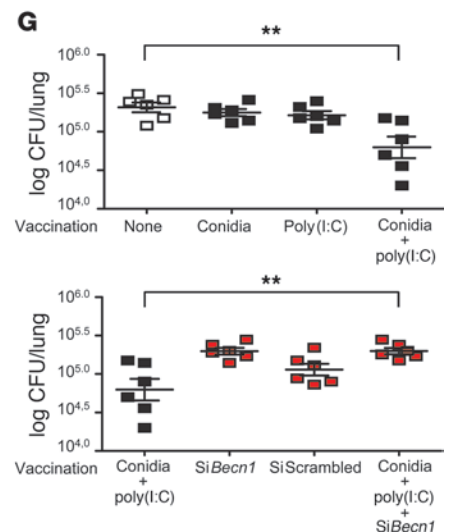 G
**
10^6.0
10^5.5
10^5.0
10^4,5
10^4,0
log CFU/lung
Vaccination None Conidia Poly(I:C) Conidia
+
poly(I:C)
**
10^6.0
10^5.5
10^5.0
10^4.5
10^4,0
log CFU/lung
Vaccination Conidia SiBecn1 SiScrambled Conidia
+ +
poly(I:C) poly(I:C)
+
SiBecn1